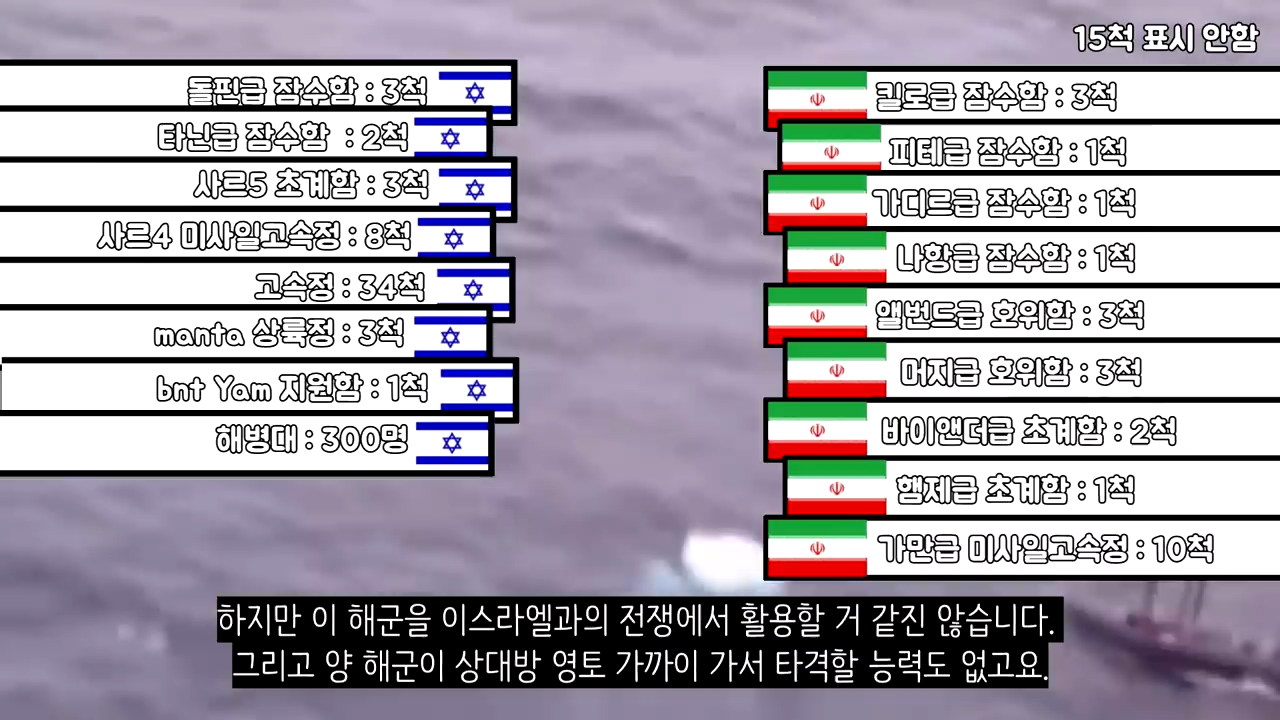 15척 표시 안함
돌핀급 잠수함 : 3척
타닌급 잠수함 : 2척
사르5 초계함 : 3척
사르4 미사일고속정 : 8척
고속정 : 34척
manta 상륙정 : 3척
bnt Yam 지원함 : 1척
해병대 : 300명
킬로급 잠수함 : 3척
피테급 잠수함 : 1척
가디르급 잠수함 : 1척
나항급 잠수함 : 1척
앨번드급 호위함 : 3척
머지급 호위함 : 3척
바이앤더급 초계함 : 2척
햄제급 초계함 : 1척
가만급 미사일고속정 : 10척
하지만 이 해군을 이스라엘과의 전쟁에서 활용할 거 같진 않습니다.
그리고 양 해군이 상대방 영토 가까이 가서 타격할 능력도 없고요.